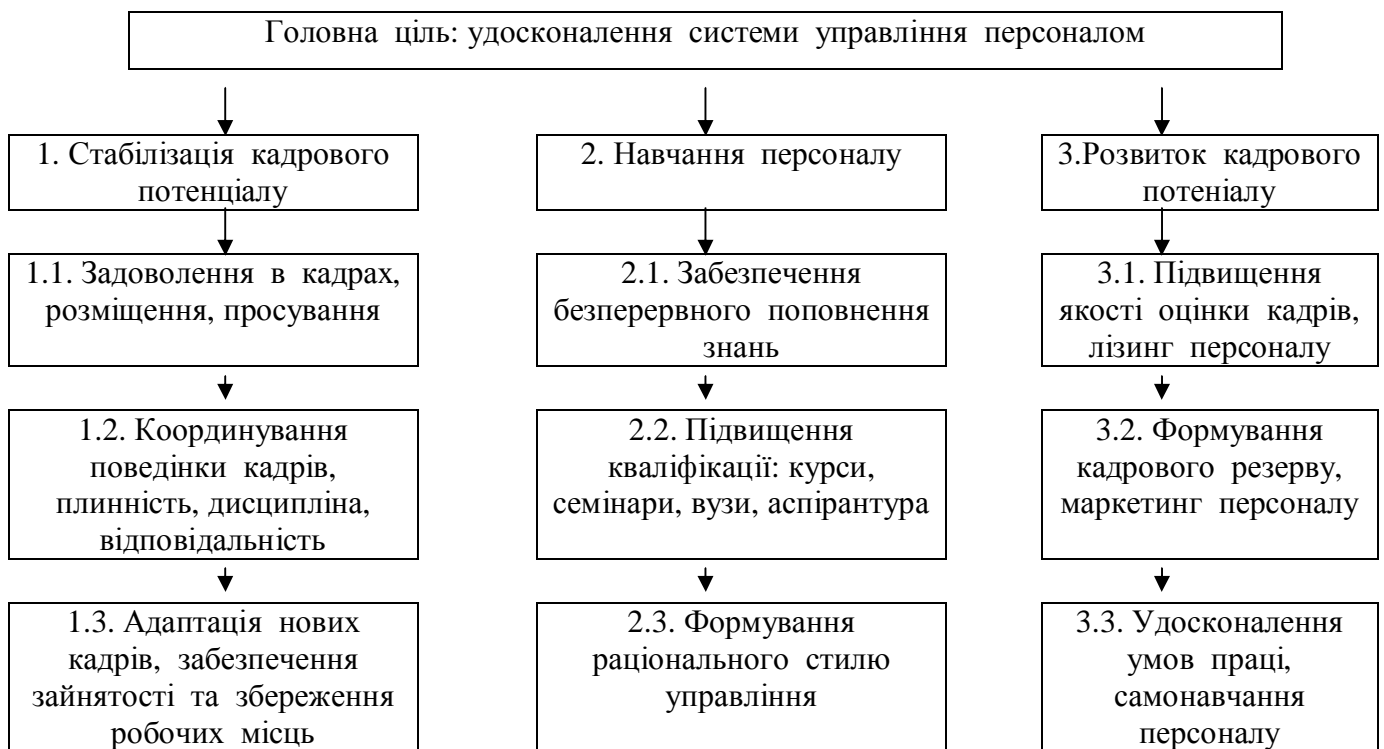 Головна ціль: удосконалення системи управління персоналом
1. Стабілізація кадрового
потенціалу
2. Навчання персоналу
3.Розвиток кадрового
потеніалу
1.1. Задоволення в кадрах,
розміщення, просування
2.1. Забезпечення
безперервного поповнення
знань
3.1. Підвищення
якості оцінки кадрів,
лізинг персоналу
1.2. Координування
поведінки кадрів,
плинність, дисципліна,
відповідальність
2.2. Підвищення
кваліфікації: курси,
семінари, вузи, аспірантура
3.2. Формування
кадрового резерву,
маркетинг персоналу
1.3. Адаптація нових
кадрів, забезпечення
зайнятості та збереження
робочих місць
2.3. Формування
раціонального стилю
управління
3.3. Удосконалення
умов праці,
самонавчання
персоналу